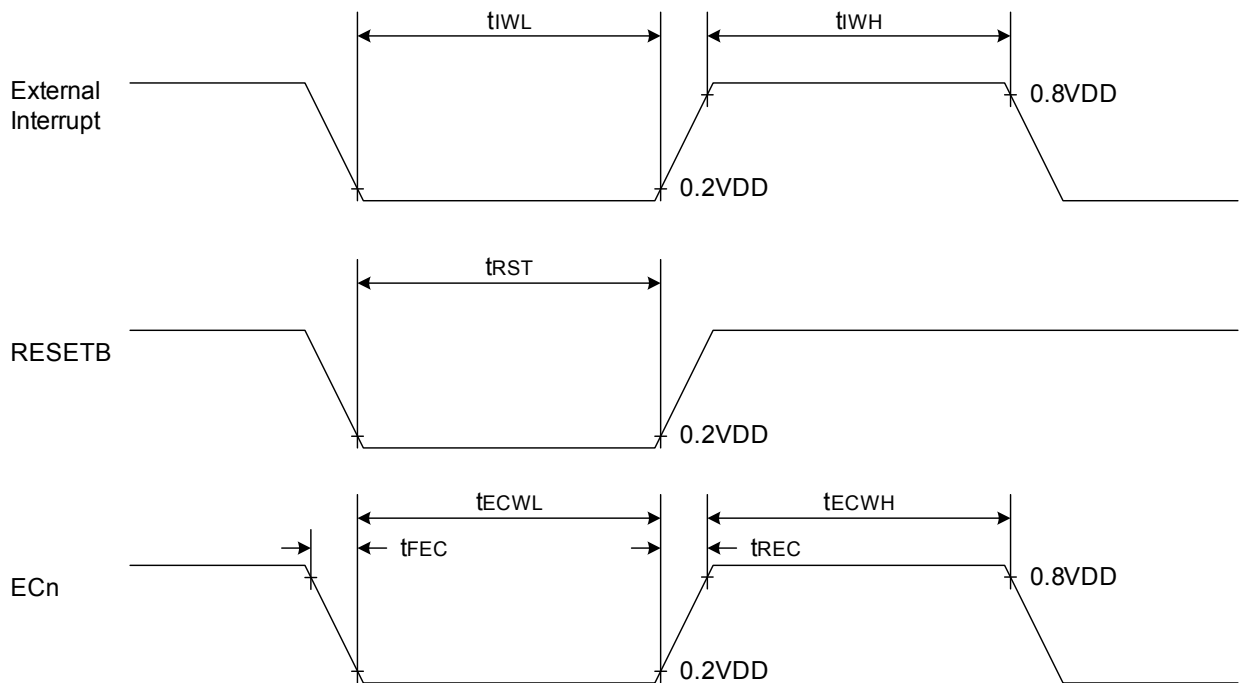 tIWL
tIWH
External
Interrupt
0.8VDD
0.2VDD
tRST
RESETB
0.2VDD
tECWL
tECWH
tFEC
tREC
ECn
0.8VDD
0.2VDD